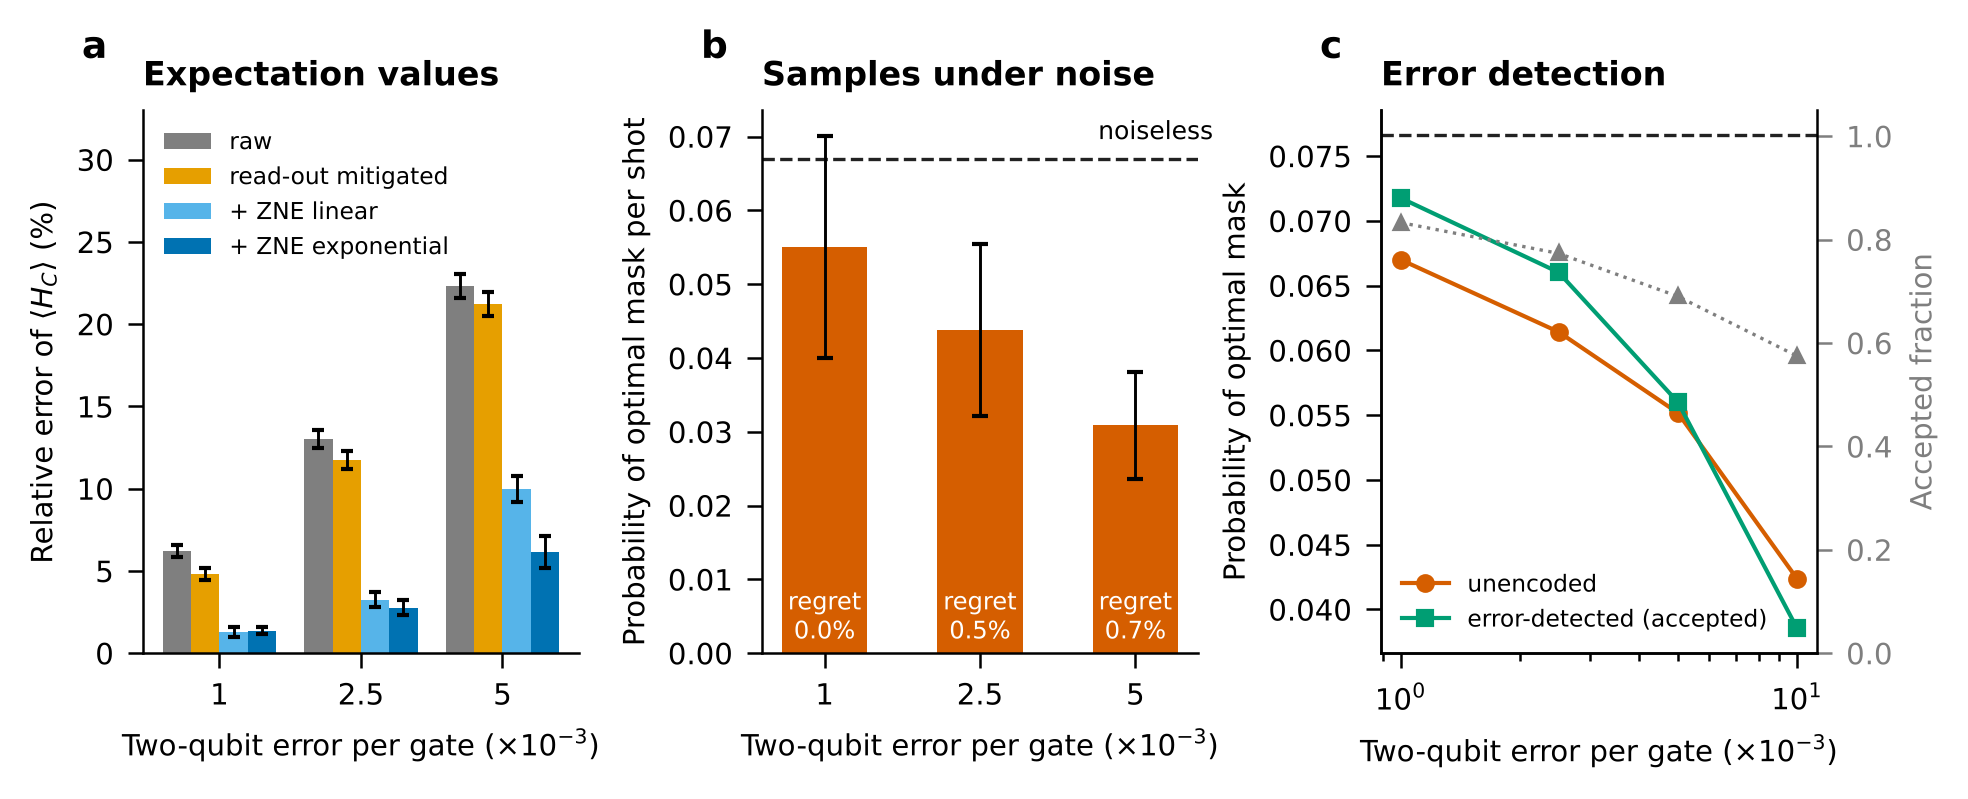 a
Expectation values
raw
read-out mitigated
+ ZNE linear
+ ZNE exponential
Relative error of ⟨H_C⟩ (%)
30
25
20
15
10
5
0
1
2.5
5
Two-qubit error per gate (×10⁻³)
b
Samples under noise
noiseless
Probability of optimal mask per shot
0.07
0.06
0.05
0.04
0.03
0.02
0.01
0.00
regret
0.0%
regret
0.5%
regret
0.7%
1
2.5
5
Two-qubit error per gate (×10⁻³)
c
Error detection
Probability of optimal mask
0.075
0.070
0.065
0.060
0.055
0.050
0.045
0.040
unencoded
error-detected (accepted)
1.0
0.8
0.6
0.4
0.2
0.0
Accepted fraction
10⁰
10¹
Two-qubit error per gate (×10⁻³)